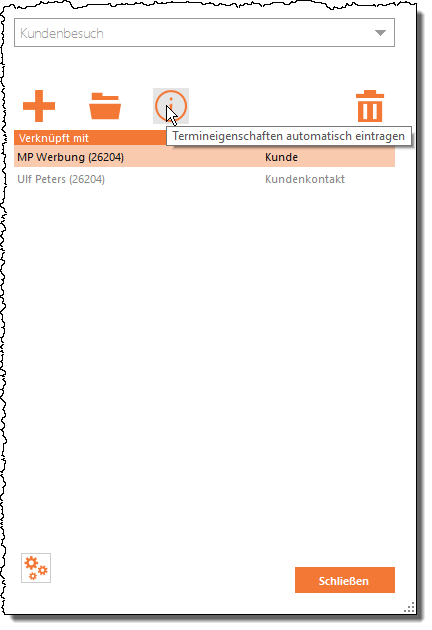 Kundenbesuch
Termineigenschaften automatisch eintragen
Verknüpft mit
MP Werbung (26204) Kunde
Ulf Peters (26204) Kundenkontakt
Schließen